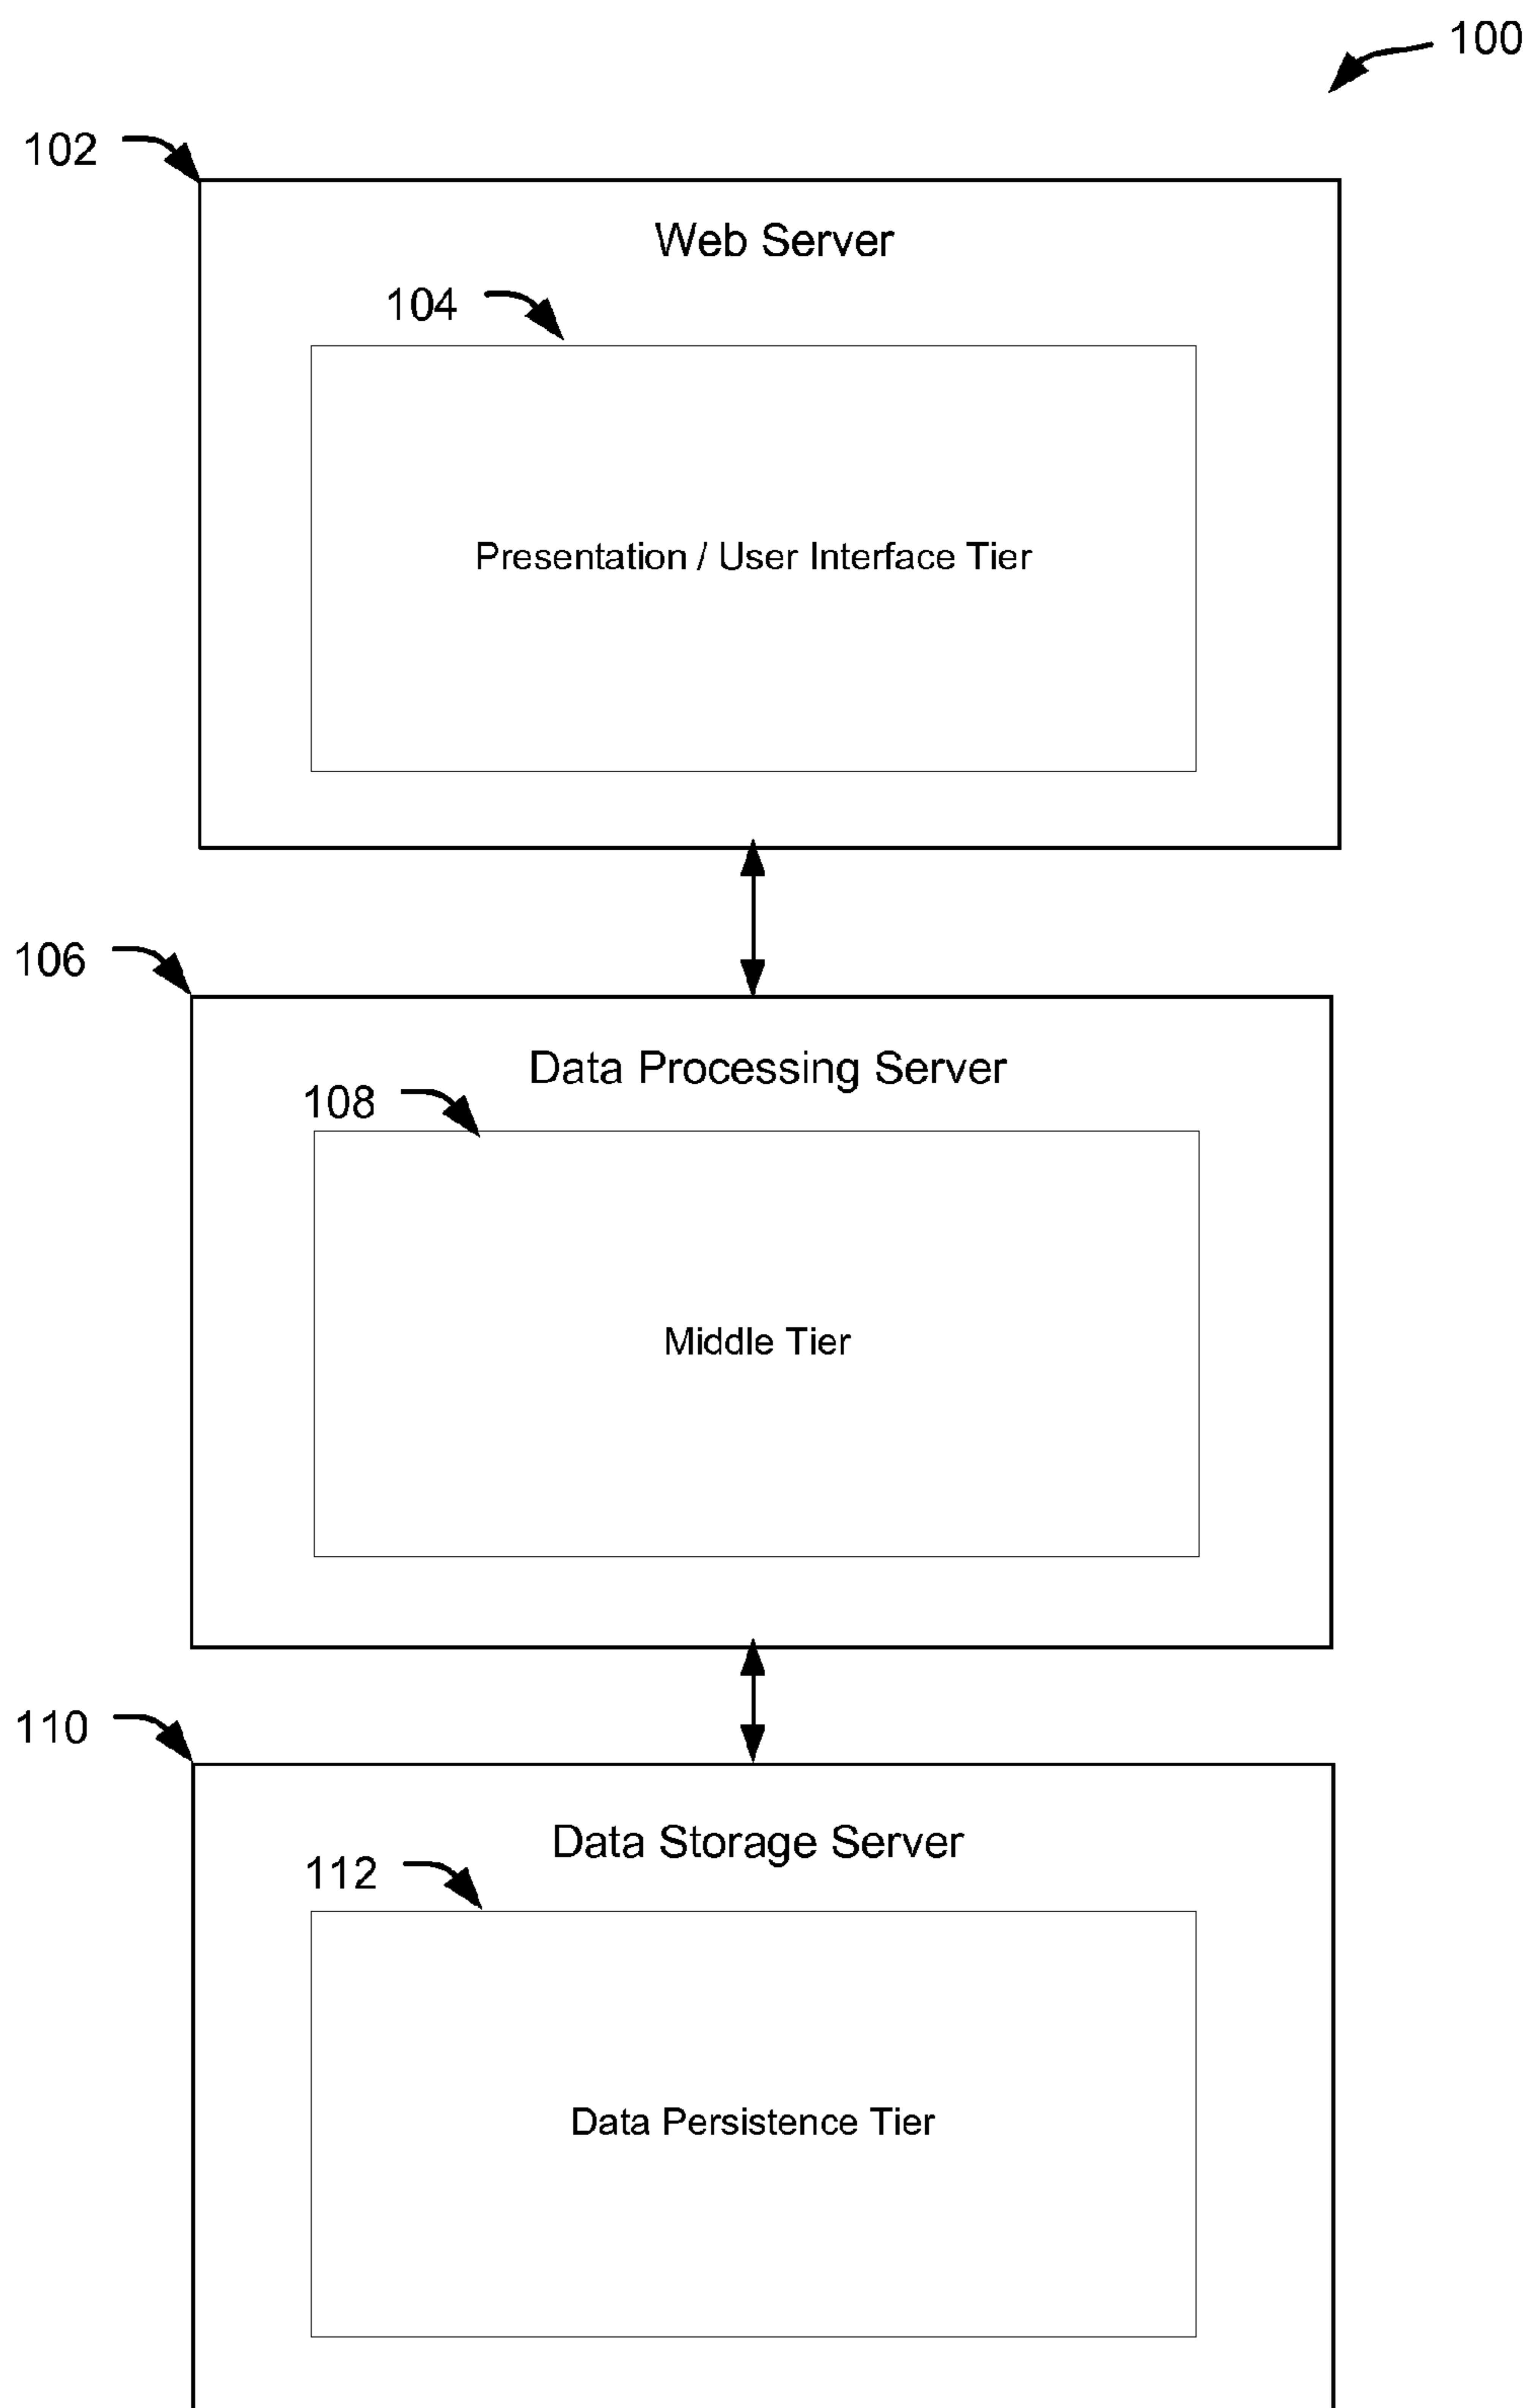 100
102
Web Server
104
Presentation / User Interface Tier
106
Data Processing Server
108
Middle Tier
110
Data Storage Server
112
Data Persistence Tier